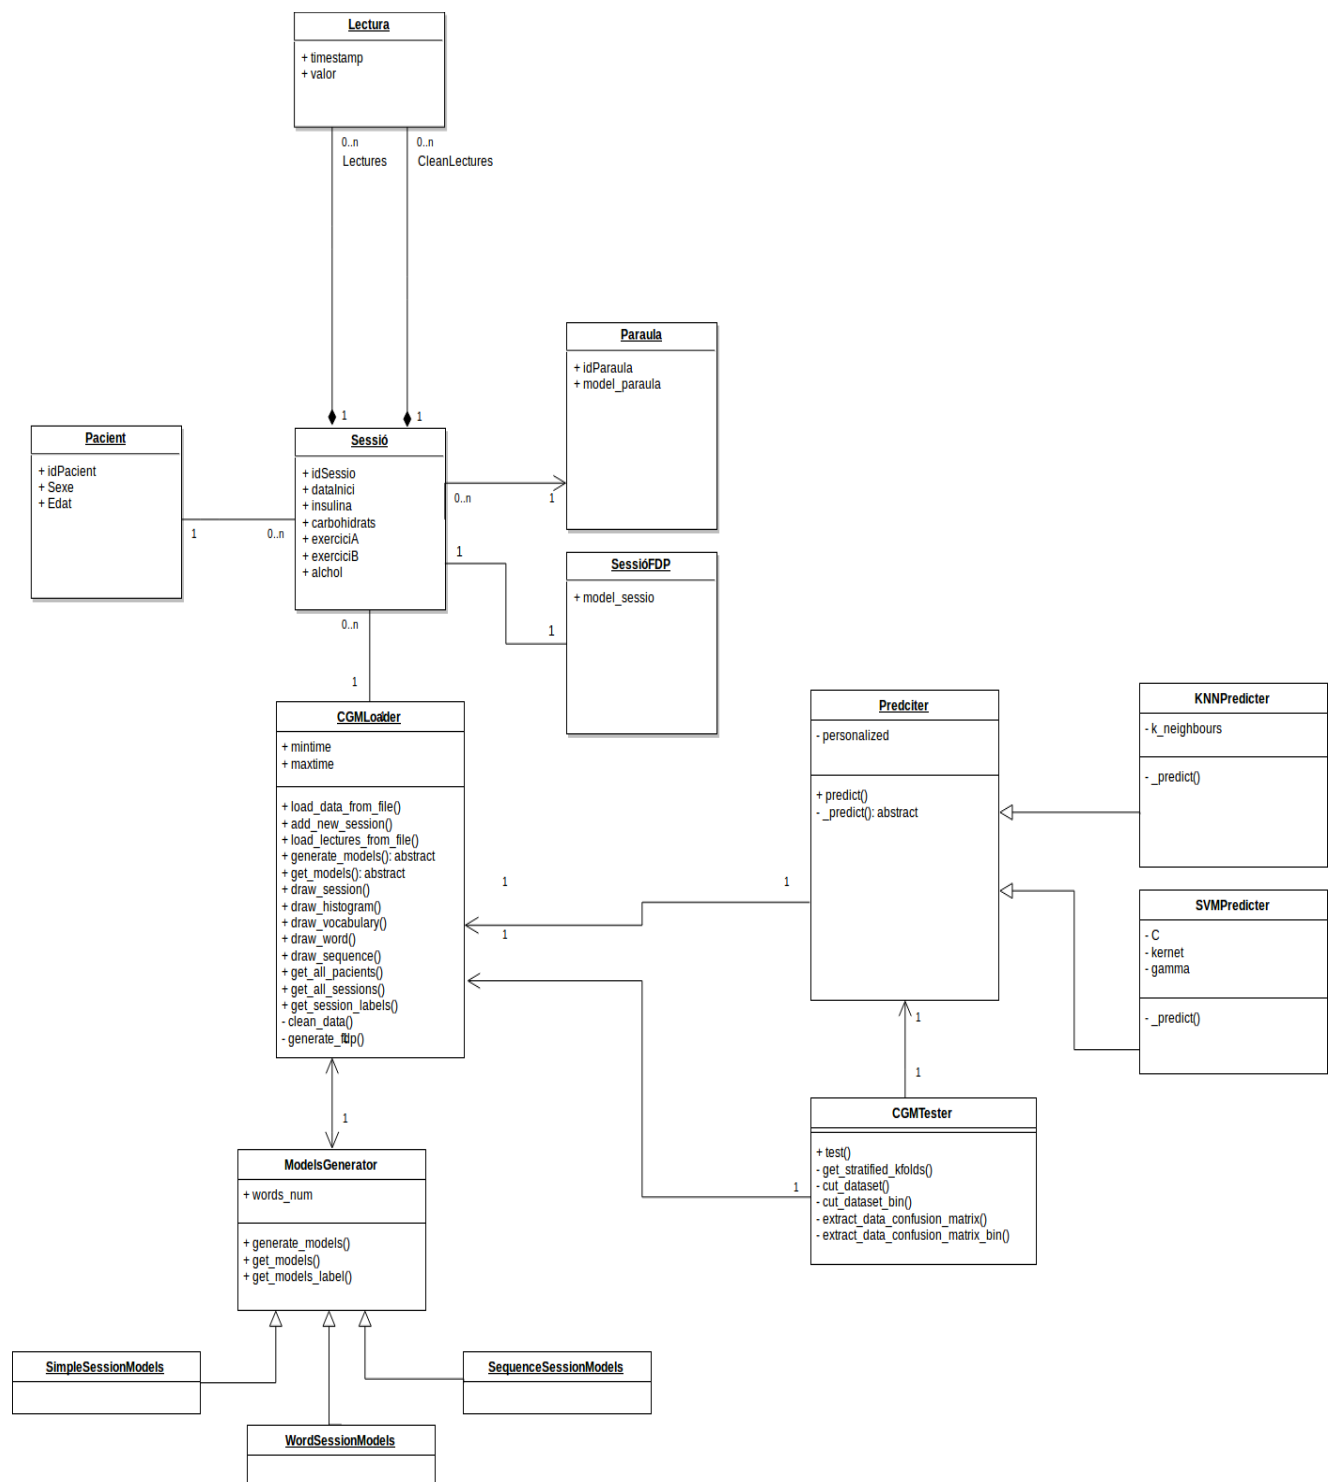 Lectura
+ timestamp
+ valor
0..n
0..n
Lectures
CleanLectures
1
1
Paraula
+ idParaula
+ model_paraula
Pacient
+ idPacient
+ Sexe
+ Edat
Sessió
+ idSessio
+ dataInici
+ insulina
+ carbohidrats
+ exerciciA
+ exerciciB
+ alchol
0..n
1
1
0..n
1
SessióFDP
+ model_sessio
1
0..n
1
CGMLoader
+ mintime
+ maxtime
+ load_data_from_file()
+ add_new_session()
+ load_lectures_from_file()
+ generate_models(): abstract
+ get_models(): abstract
+ draw_session()
+ draw_histogram()
+ draw_vocabulary()
+ draw_word()
+ draw_sequence()
+ get_all_pacients()
+ get_all_sessions()
+ get_session_labels()
- clean_data()
- generate_fdp()
Predciter
- personalized
+ predict()
- _predict(): abstract
KNNPredicter
- k_neighbours
- _predict()
SVMPredicter
- C
- kernet
- gamma
- _predict()
1
1
1
1
1
1
1
CGMTester
+ test()
- get_stratified_kfolds()
- cut_dataset()
- cut_dataset_bin()
- extract_data_confusion_matrix()
- extract_data_confusion_matrix_bin()
ModelsGenerator
+ words_num
+ generate_models()
+ get_models()
+ get_models_label()
SimpleSessionModels
SequenceSessionModels
WordSessionModels